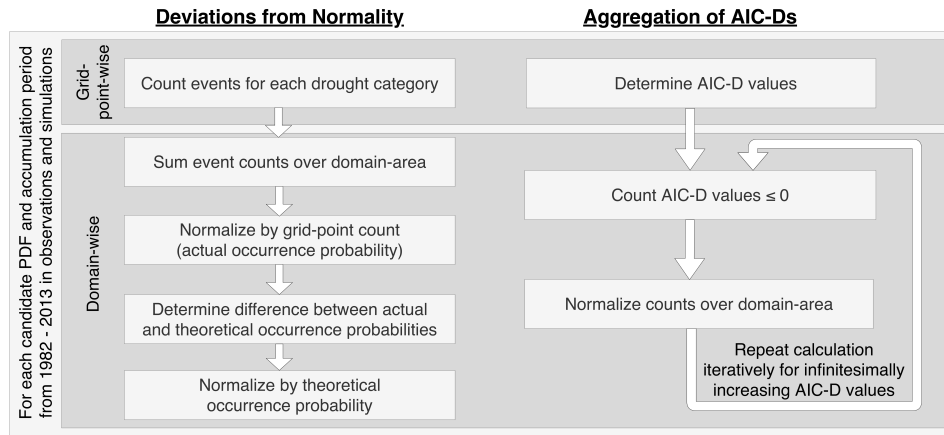 Deviations from Normality
Aggregation of AIC-Ds
For each candidate PDF and accumulation period
from 1982 - 2013 in observations and simulations
Grid-
point-wise
Count events for each drought category
Determine AIC-D values
Domain-wise
Sum event counts over domain-area
Normalize by grid-point count
(actual occurrence probability)
Determine difference between actual
and theoretical occurrence probabilities
Normalize by theoretical
occurrence probability
Count AIC-D values ≤ 0
Normalize counts over domain-area
Repeat calculation
iteratively for infinitesimally
increasing AIC-D values